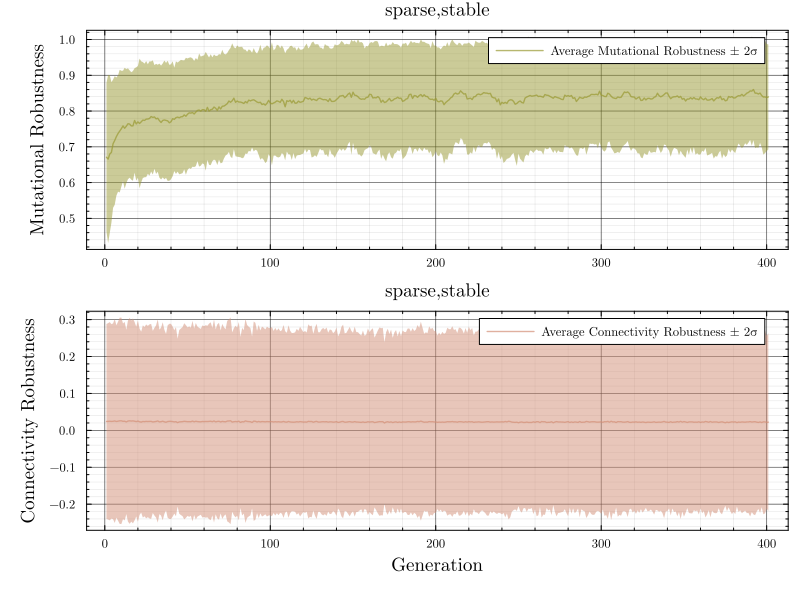 sparse,stable
Mutational Robustness
Average Mutational Robustness ± 2σ
1.0
0.9
0.8
0.7
0.6
0.5
0 100 200 300 400
sparse,stable
Connectivity Robustness
Average Connectivity Robustness ± 2σ
0.3
0.2
0.1
0.0
−0.1
−0.2
0 100 200 300 400
Generation